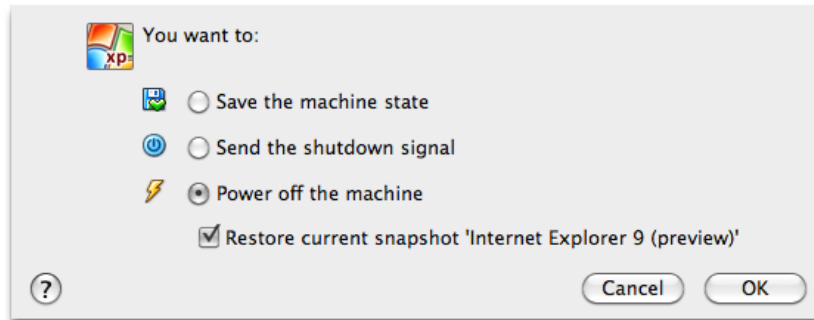 xp
You want to:
Save the machine state
Send the shutdown signal
Power off the machine
Restore current snapshot 'Internet Explorer 9 (preview)'
?
Cancel
OK